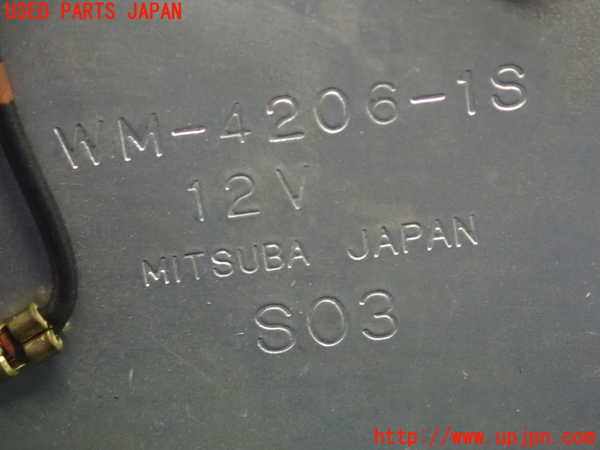 USED PARTS JAPAN
WM-4206-1S
12V
MITSUBA JAPAN
S03
http://www.upjpn.com/